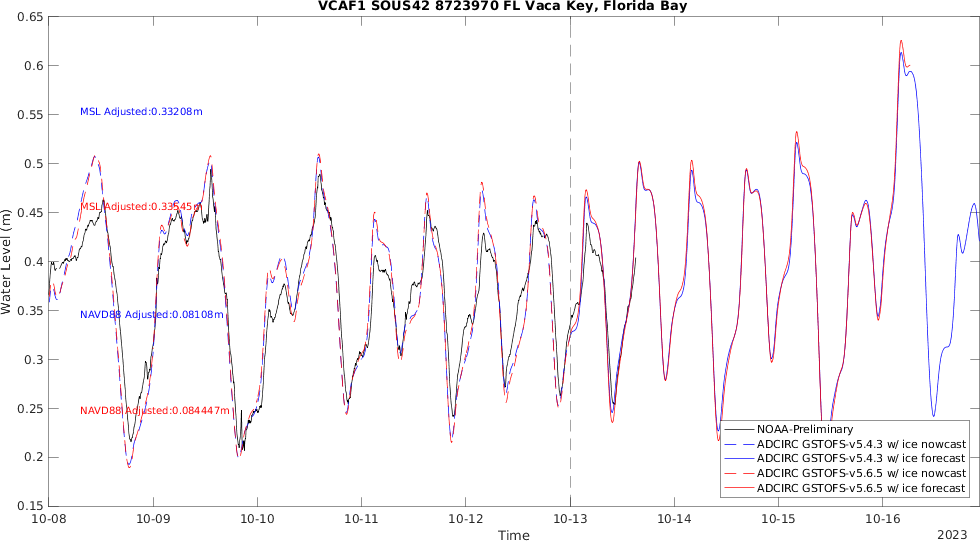 VCAF1 SOUS42 8723970 FL Vaca Key, Florida Bay
0.65
0.6
0.55
0.5
0.45
0.4
0.35
0.3
0.25
0.2
0.15
Water Level (m)
MSL Adjusted:0.33208m
MSL Adjusted:0.33545m
NAVD88 Adjusted:0.08108m
NAVD88 Adjusted:0.084447m
NOAA-Preliminary
ADCIRC GSTOFS-v5.4.3 w/ ice nowcast
ADCIRC GSTOFS-v5.4.3 w/ ice forecast
ADCIRC GSTOFS-v5.6.5 w/ ice nowcast
ADCIRC GSTOFS-v5.6.5 w/ ice forecast
10-08 10-09 10-10 10-11 10-12 10-13 10-14 10-15 10-16
Time
2023